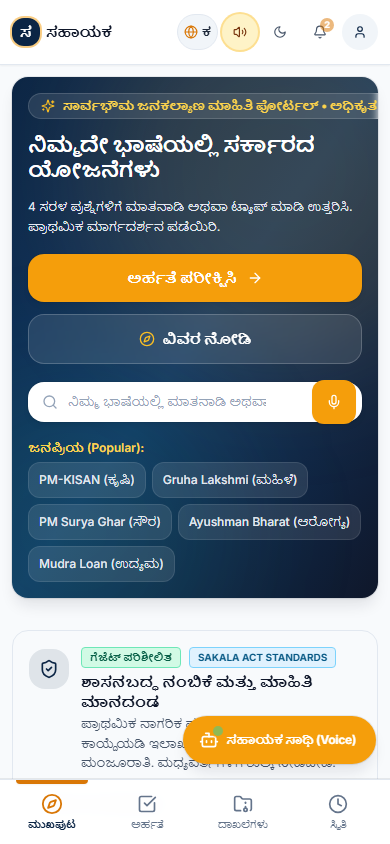 ಸ ಸಹಾಯಕ ಕ 2
ಸಾರ್ವಭೌಮ ಜನಕಲ್ಯಾಣ ಮಾಹಿತಿ ಪೋರ್ಟಲ್ • ಅಧಿಕೃತ
ನಿಮ್ಮದೇ ಭಾಷೆಯಲ್ಲಿ ಸರ್ಕಾರದ
ಯೋಜನೆಗಳು
4 ಸರಳ ಪ್ರಶ್ನೆಗಳಿಗೆ ಮಾತನಾಡಿ ಅಥವಾ ಟ್ಯಾಪ್ ಮಾಡಿ ಉತ್ತರಿಸಿ.
ಪ್ರಾಥಮಿಕ ಮಾರ್ಗದರ್ಶನ ಪಡೆಯಿರಿ.
ಅರ್ಹತೆ ಪರೀಕ್ಷಿಸಿ →
ವಿವರ ನೋಡಿ
ನಿಮ್ಮ ಭಾಷೆಯಲ್ಲಿ ಮಾತನಾಡಿ ಅಥವಾ
ಜನಪ್ರಿಯ (Popular):
PM-KISAN (ಕೃಷಿ) Gruha Lakshmi (ಮಹಿಳೆ)
PM Surya Ghar (ಸೌರ) Ayushman Bharat (ಆರೋಗ್ಯ)
Mudra Loan (ಉದ್ಯಮ)
ಗೆಜೆಟ್ ಪರಿಶೀಲಿತ SAKALA ACT STANDARDS
ಶಾಸನಬದ್ಧ ನಂಬಿಕೆ ಮತ್ತು ಮಾಹಿತಿ
ಮಾನದಂಡ
ಪ್ರಾಥಮಿಕ ನಾಗರಿಕ
ಕಾಯ್ದೆಯಡಿ
ಮಂಜೂರಾತಿ.
ಸಹಾಯಕ ಸಾಥಿ (Voice)
ಮುಖಪುಟ ಅರ್ಹತೆ ದಾಖಲೆಗಳು ಸ್ಥಿತಿ